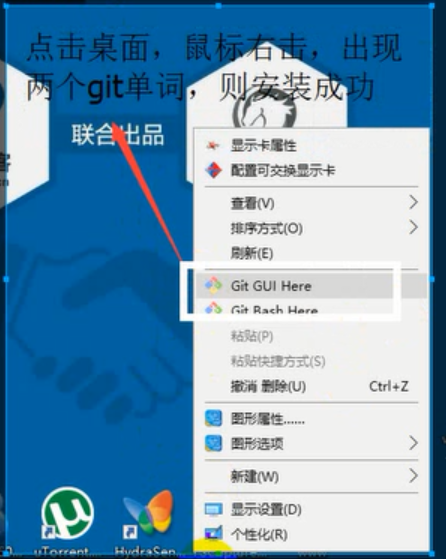 点击桌面，鼠标右击，出现
两个git单词，则安装成功
联合出品
客
显示卡属性
配置可交换显示卡
查看(V)
排序方式(O)
刷新(E)
Git GUI Here
Git Bash Here
粘贴(P)
粘贴快捷方式(S)
撤消 删除(U) Ctrl+Z
图形属性......
图形选项
新建(W)
显示设置(D)
个性化(R)
uTorrent
HydraSen